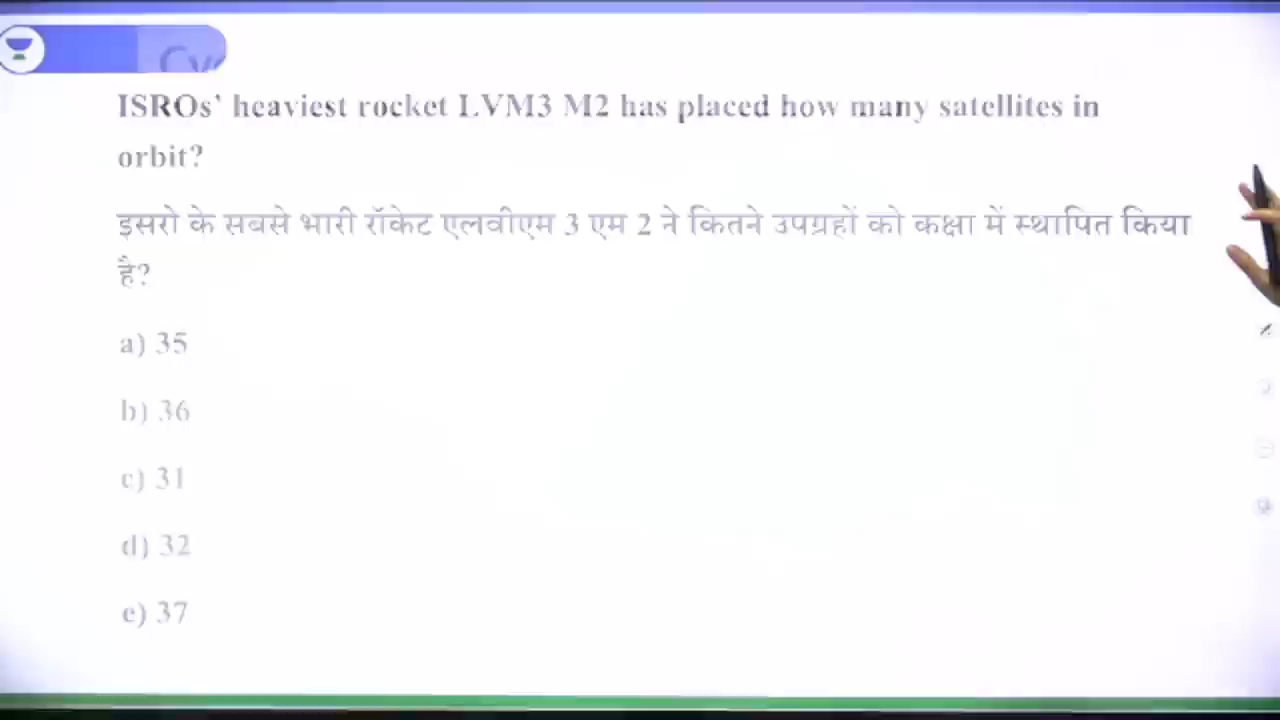 ISROs' heaviest rocket LVM3 M2 has placed how many satellites in
orbit?
इसरो के सबसे भारी रॉकेट एलवीएम 3 एम 2 ने कितने उपग्रहों को कक्षा में स्थापित किया
है?
a) 35
b) 36
c) 31
d) 32
e) 37